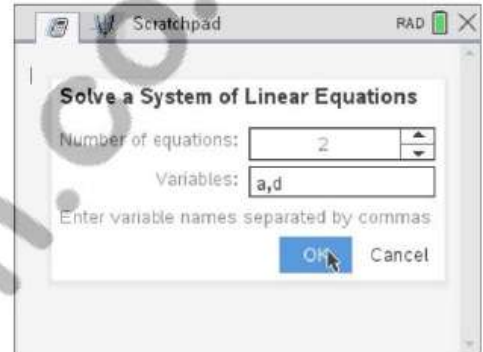 Scratchpad RAD
Solve a System of Linear Equations
Number of equations: 2
Variables: a,d
Enter variable names separated by commas
OK Cancel